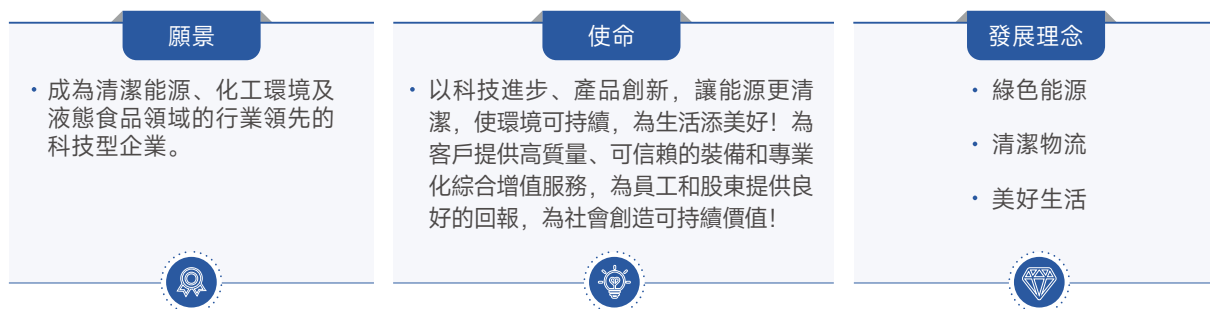 願景
• 成為清潔能源、化工環境及
液態食品領域的行業領先的
科技型企業。
使命
• 以科技進步、產品創新，讓能源更清
潔，使環境可持續，為生活添美好！為
客戶提供高質量、可信賴的裝備和專業
化綜合增值服務，為員工和股東提供良
好的回報，為社會創造可持續價值！
發展理念
• 綠色能源
• 清潔物流
• 美好生活